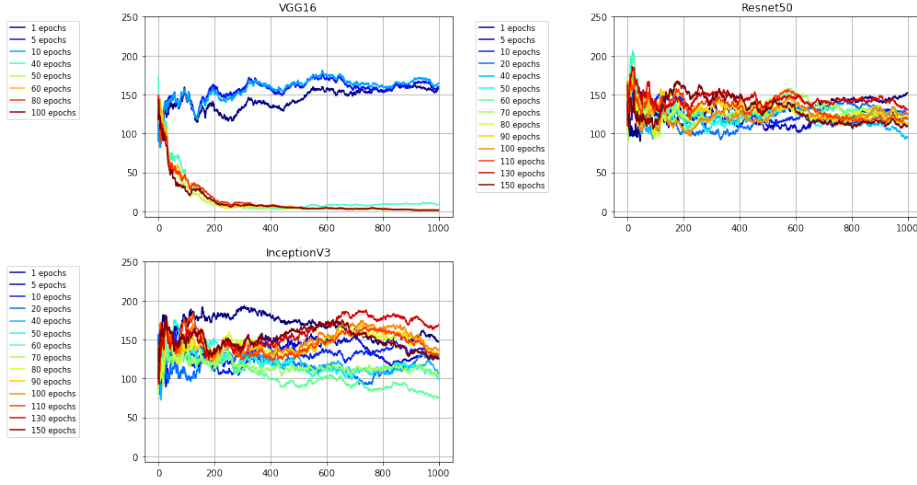 VGG16
250
200
150
100
50
0
0
200
400
600
800
1000
1 epochs
5 epochs
10 epochs
40 epochs
50 epochs
60 epochs
80 epochs
100 epochs
Resnet50
250
200
150
100
50
0
0
200
400
600
800
1000
1 epochs
5 epochs
10 epochs
20 epochs
40 epochs
50 epochs
60 epochs
70 epochs
80 epochs
90 epochs
100 epochs
110 epochs
130 epochs
150 epochs
InceptionV3
250
200
150
100
50
0
0
200
400
600
800
1000
1 epochs
5 epochs
10 epochs
20 epochs
40 epochs
50 epochs
60 epochs
70 epochs
80 epochs
90 epochs
100 epochs
110 epochs
130 epochs
150 epochs